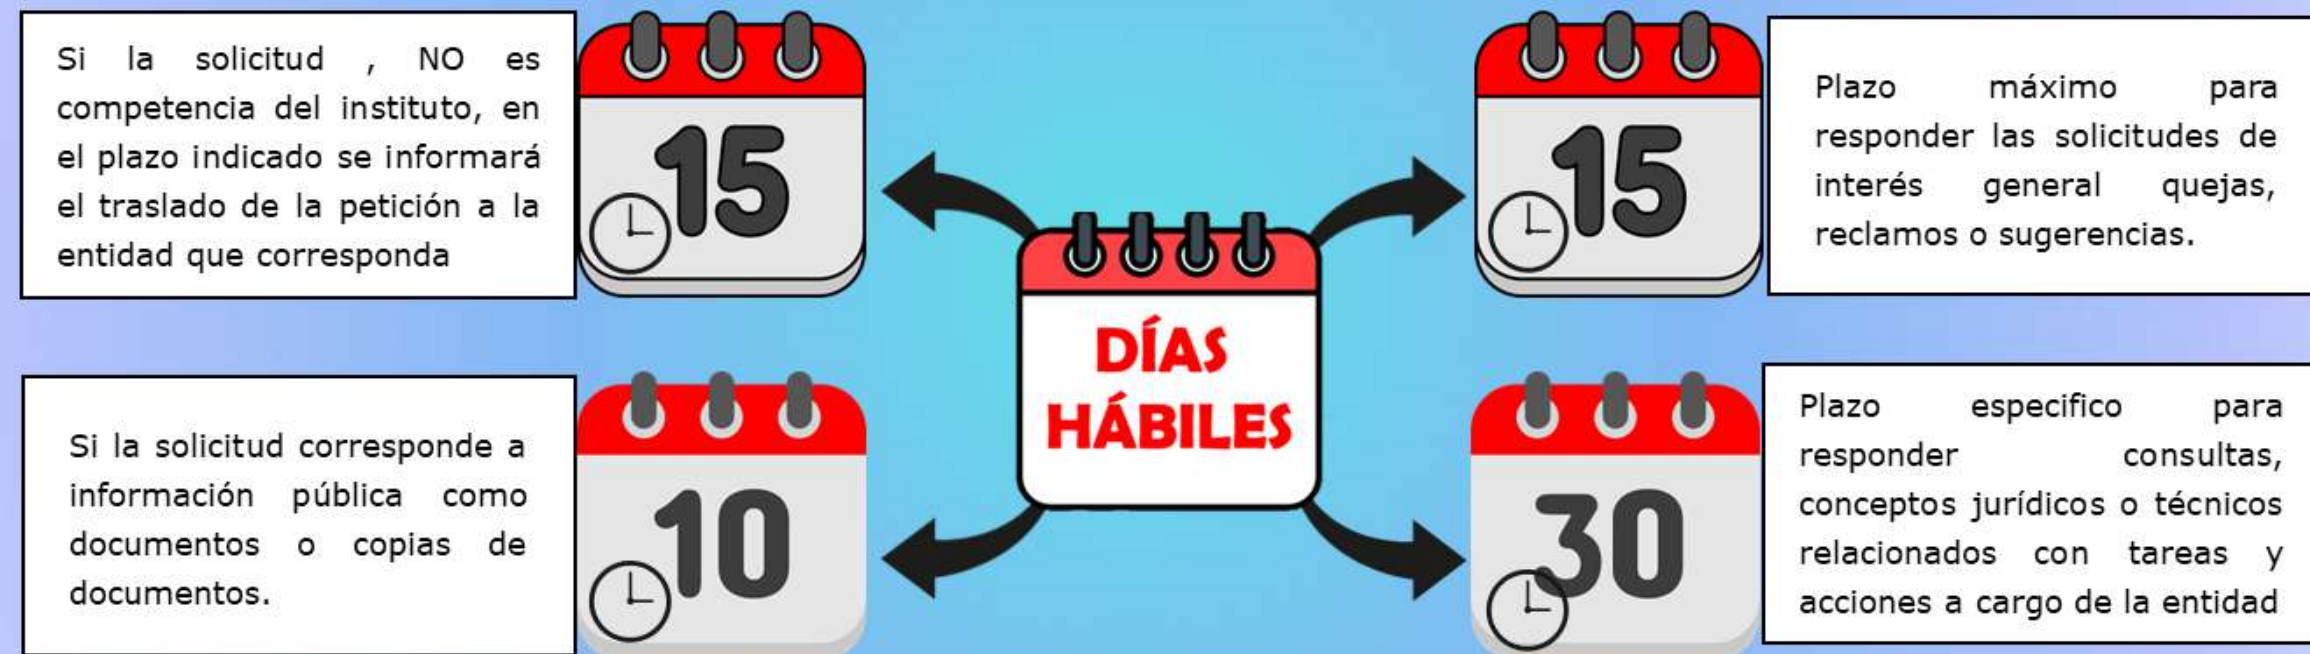 Si la solicitud , NO es
competencia del instituto, en
el plazo indicado se informará
el traslado de la petición a la
entidad que corresponda
15
15
Plazo máximo para
responder las solicitudes de
interés general quejas,
reclamos o sugerencias.
DÍAS
HÁBILES
Si la solicitud corresponde a
información pública como
documentos o copias de
documentos.
10
30
Plazo especifico para
responder consultas,
conceptos jurídicos o técnicos
relacionados con tareas y
acciones a cargo de la entidad